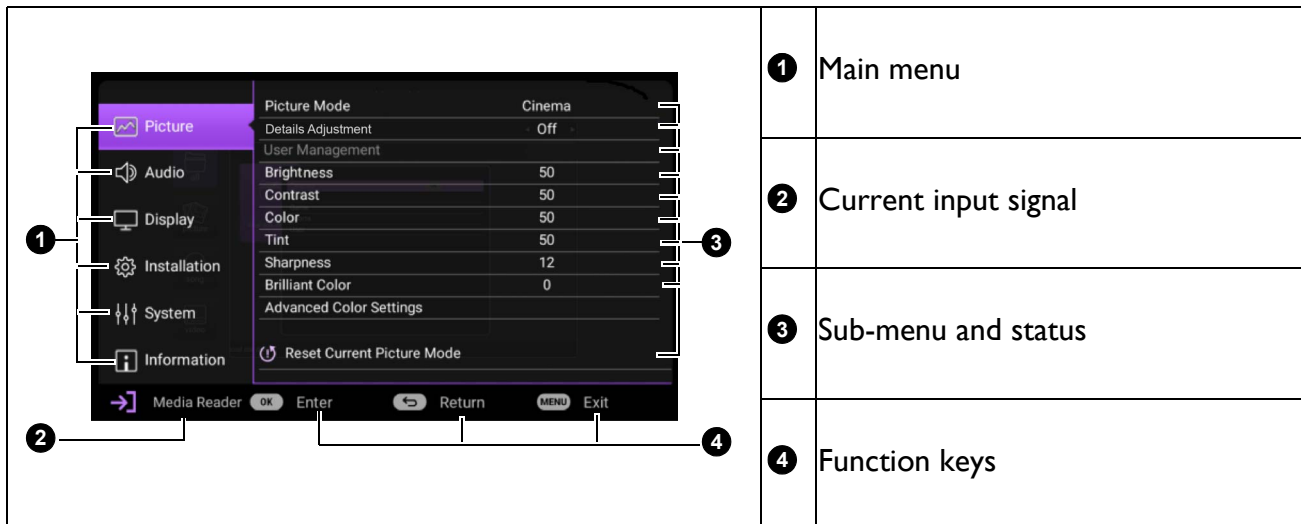 Picture
Audio
Display
Installation
System
Information
Picture Mode Cinema
Details Adjustment Off
User Management
Brightness 50
Contrast 50
Color 50
Tint 50
Sharpness 12
Brilliant Color 0
Advanced Color Settings
Reset Current Picture Mode
Media Reader OK Enter Return MENU Exit
1
2
3
4
1 Main menu
2 Current input signal
3 Sub-menu and status
4 Function keys